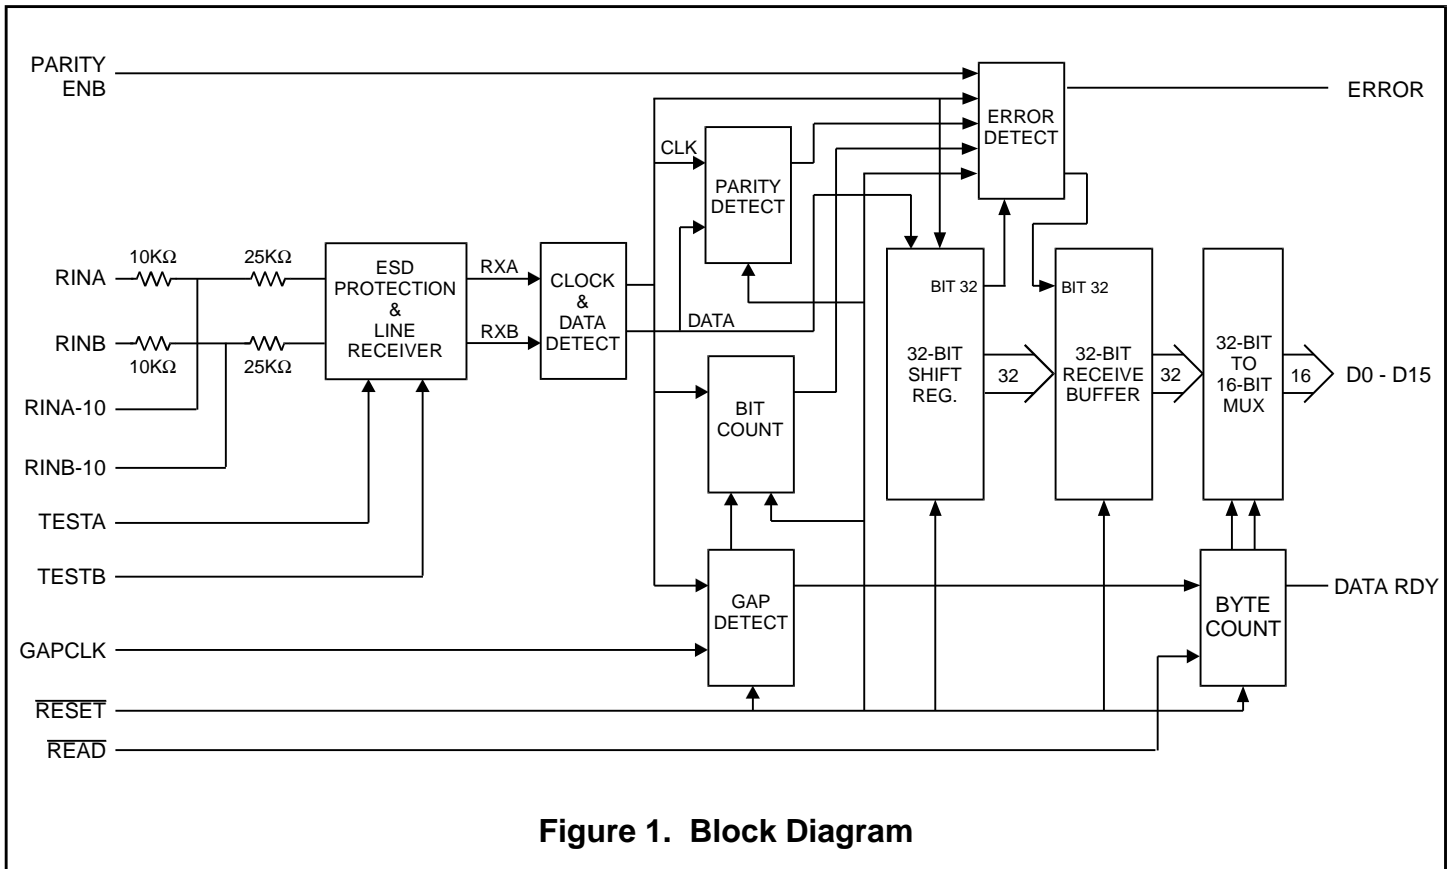 PARITY
ENB
ERROR
ERROR
DETECT
CLK
PARITY
DETECT
10KΩ
25KΩ
RINA
ESD
PROTECTION
&
LINE
RECEIVER
RXA
CLOCK
&
DATA
DETECT
BIT 32
BIT 32
RINB
10KΩ
25KΩ
RXB
DATA
32-BIT
SHIFT
REG.
32
32-BIT
RECEIVE
BUFFER
32
32-BIT
TO
16-BIT
MUX
16
D0 - D15
RINA-10
BIT
COUNT
RINB-10
TESTA
TESTB
GAP
DETECT
BYTE
COUNT
DATA RDY
GAPCLK
RESET
READ
Figure 1. Block Diagram